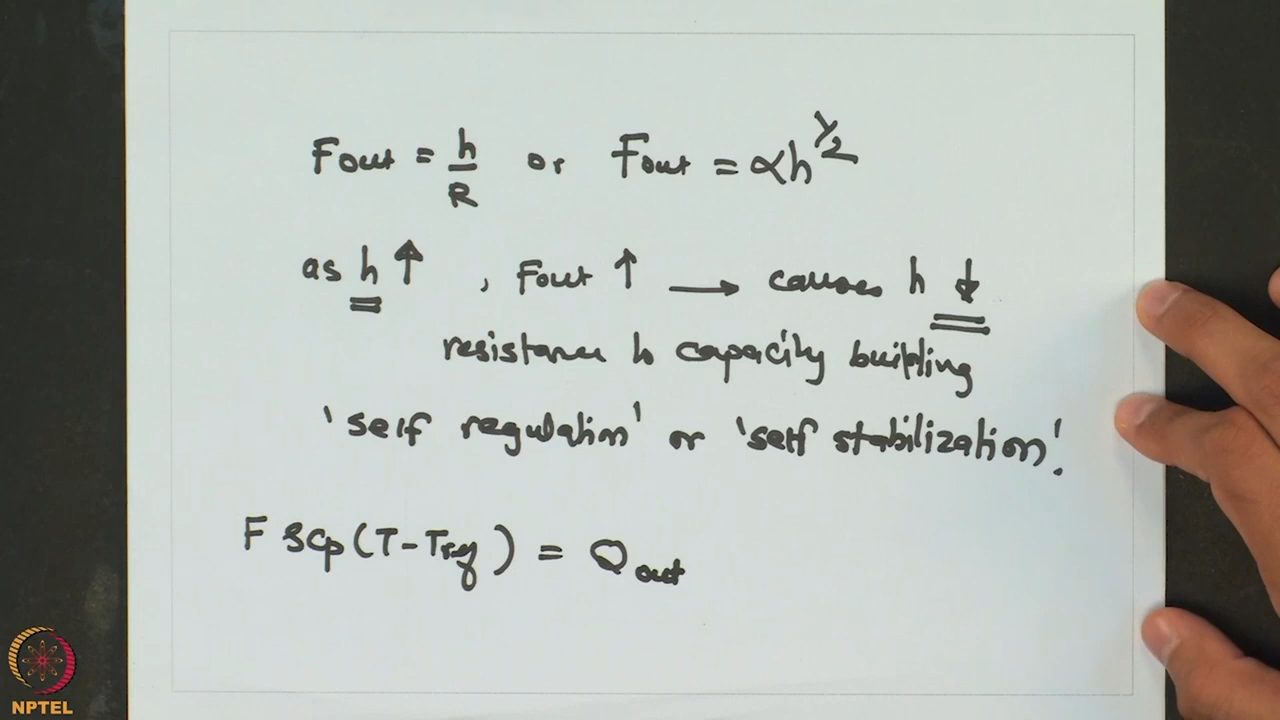 Fout = h/R or Fout = αh^1/2
as h ↑ , Fout ↑ → causes h ↓
resistance to capacity building
'self regulation' or 'self stabilization'.
F ρCp (T-Tref) = Qout
NPTEL